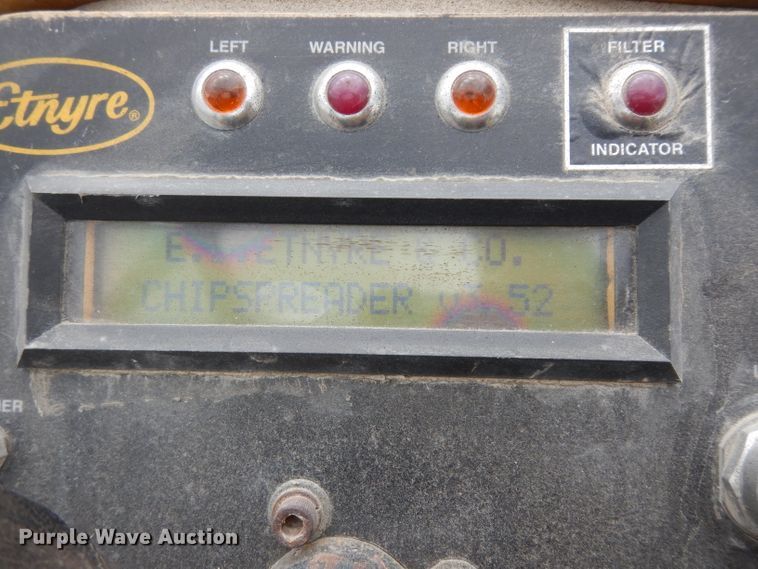 LEFT WARNING RIGHT FILTER
Etnyre®
INDICATOR
E. ETNYRE & CO.
CHIPSPREADER 52
Purple Wave Auction